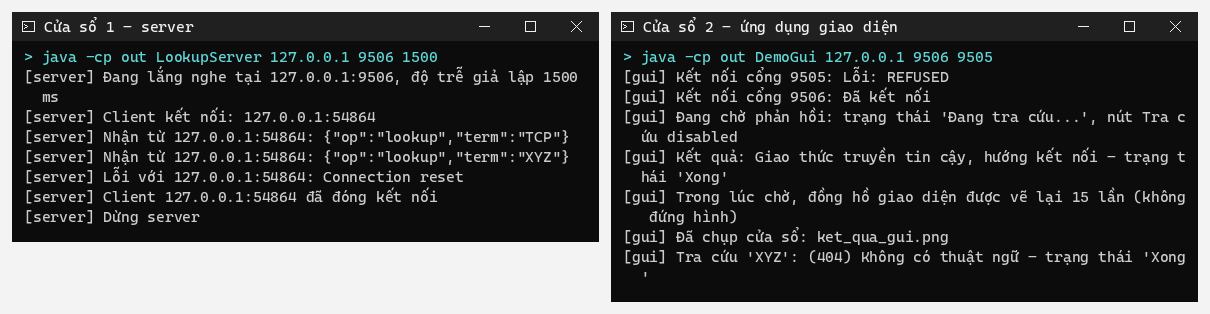 Cửa sổ 1 – server
> java -cp out LookupServer 127.0.0.1 9506 1500
[server] Đang lắng nghe tại 127.0.0.1:9506, độ trễ giả lập 1500
ms
[server] Client kết nối: 127.0.0.1:54864
[server] Nhận từ 127.0.0.1:54864: {"op":"lookup","term":"TCP"}
[server] Nhận từ 127.0.0.1:54864: {"op":"lookup","term":"XYZ"}
[server] Lỗi với 127.0.0.1:54864: Connection reset
[server] Client 127.0.0.1:54864 đã đóng kết nối
[server] Dừng server
Cửa sổ 2 – ứng dụng giao diện
> java -cp out DemoGui 127.0.0.1 9506 9505
[gui] Kết nối cổng 9505: Lỗi: REFUSED
[gui] Kết nối cổng 9506: Đã kết nối
[gui] Đang chờ phản hồi: trạng thái 'Đang tra cứu...', nút Tra c
ứu disabled
[gui] Kết quả: Giao thức truyền tin cậy, hướng kết nối – trạng t
hái 'Xong'
[gui] Trong lúc chờ, đồng hồ giao diện được vẽ lại 15 lần (không
đứng hình)
[gui] Đã chụp cửa sổ: ket_qua_gui.png
[gui] Tra cứu 'XYZ': (404) Không có thuật ngữ – trạng thái 'Xong
'